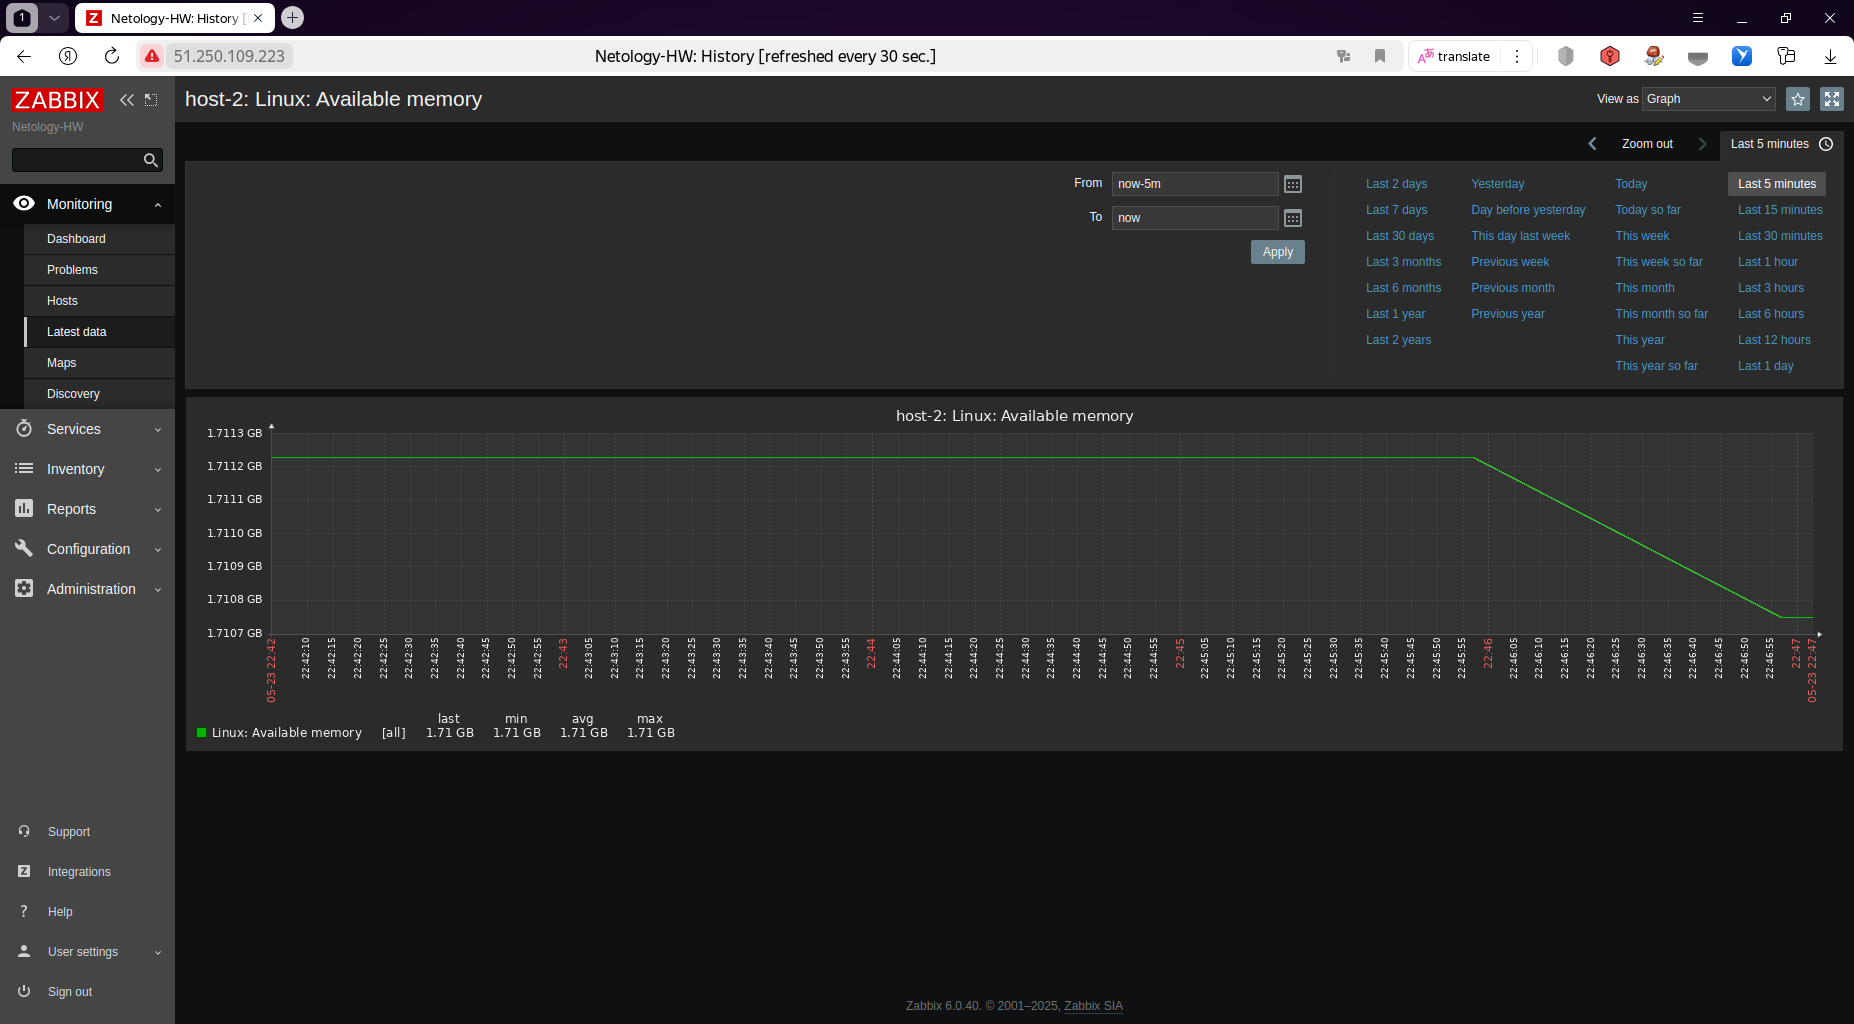 1
Netology-HW: History [
51.250.109.223
Netology-HW: History [refreshed every 30 sec.]
translate
ZABBIX
Netology-HW
host-2: Linux: Available memory
View as Graph
Zoom out
Last 5 minutes
Monitoring
Dashboard
Problems
Hosts
Latest data
Maps
Discovery
Services
Inventory
Reports
Configuration
Administration
Support
Integrations
Help
User settings
Sign out
From now-5m
To now
Apply
Last 2 days Yesterday Today Last 5 minutes
Last 7 days Day before yesterday Today so far Last 15 minutes
Last 30 days This day last week This week Last 30 minutes
Last 3 months Previous week This week so far Last 1 hour
Last 6 months Previous month This month Last 3 hours
Last 1 year Previous year This month so far Last 6 hours
Last 2 years This year Last 12 hours
This year so far Last 1 day
host-2: Linux: Available memory
1.7113 GB
1.7112 GB
1.7111 GB
1.7110 GB
1.7109 GB
1.7108 GB
1.7107 GB
05-23 22:42 22:42:10 22:42:15 22:42:20 22:42:25 22:42:30 22:42:35 22:42:40 22:42:45 22:42:50 22:42:55 22:43 22:43:05 22:43:10 22:43:15 22:43:20 22:43:25 22:43:30 22:43:35 22:43:40 22:43:45 22:43:50 22:43:55 22:44 22:44:05 22:44:10 22:44:15 22:44:20 22:44:25 22:44:30 22:44:35 22:44:40 22:44:45 22:44:50 22:44:55 22:45 22:45:05 22:45:10 22:45:15 22:45:20 22:45:25 22:45:30 22:45:35 22:45:40 22:45:45 22:45:50 22:45:55 22:46 22:46:05 22:46:10 22:46:15 22:46:20 22:46:25 22:46:30 22:46:35 22:46:40 22:46:45 22:46:50 22:46:55 22:47 05-23 22:47
last min avg max
Linux: Available memory [all] 1.71 GB 1.71 GB 1.71 GB 1.71 GB
Zabbix 6.0.40. © 2001–2025, Zabbix SIA